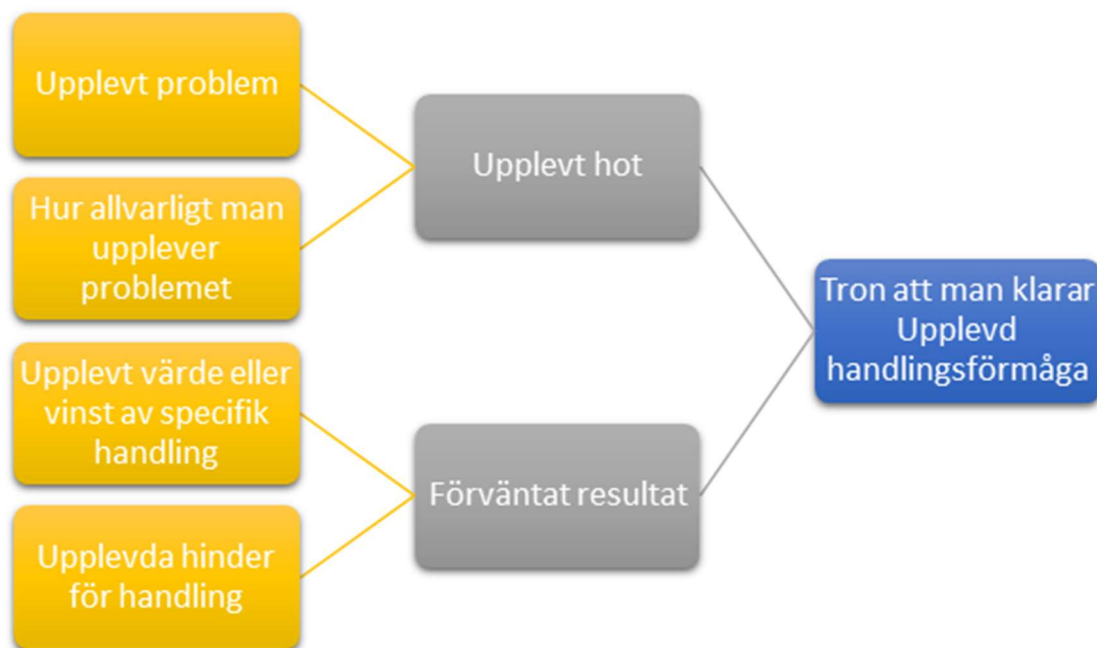 Upplevt problem
Hur allvarligt man
upplever
problemet
Upplevt värde eller
vinst av specifik
handling
Upplevda hinder
för handling
Upplevt hot
Förväntat resultat
Tron att man klarar
Upplevd
handlingsförmåga